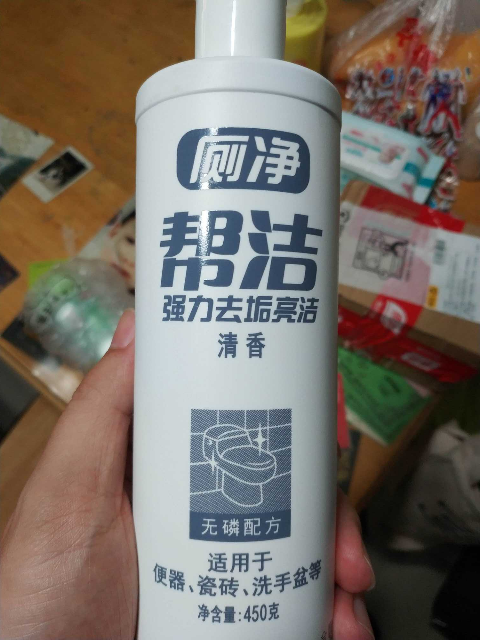 厕净
帮洁
强力去垢亮洁
清香
无磷配方
适用于
便器、瓷砖、洗手盆等
净含量:450克